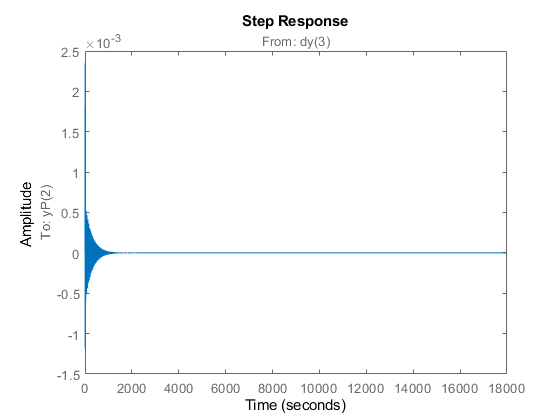 Step Response
From: dy(3)
×10-3
2.5
2
1.5
1
0.5
0
-0.5
-1
-1.5
Amplitude
To: yP(2)
0 2000 4000 6000 8000 10000 12000 14000 16000 18000
Time (seconds)